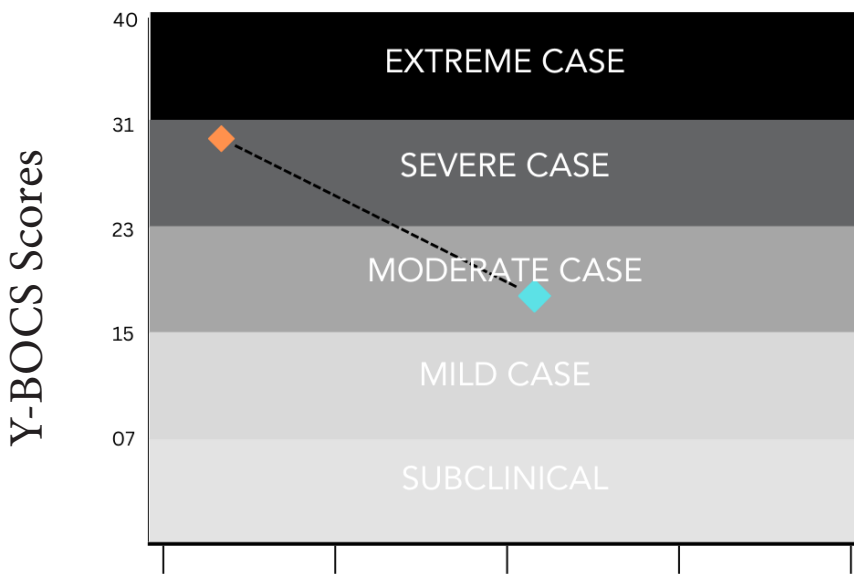 Y-BOCS Scores
40
EXTREME CASE
31
SEVERE CASE
23
MODERATE CASE
15
MILD CASE
07
SUBCLINICAL